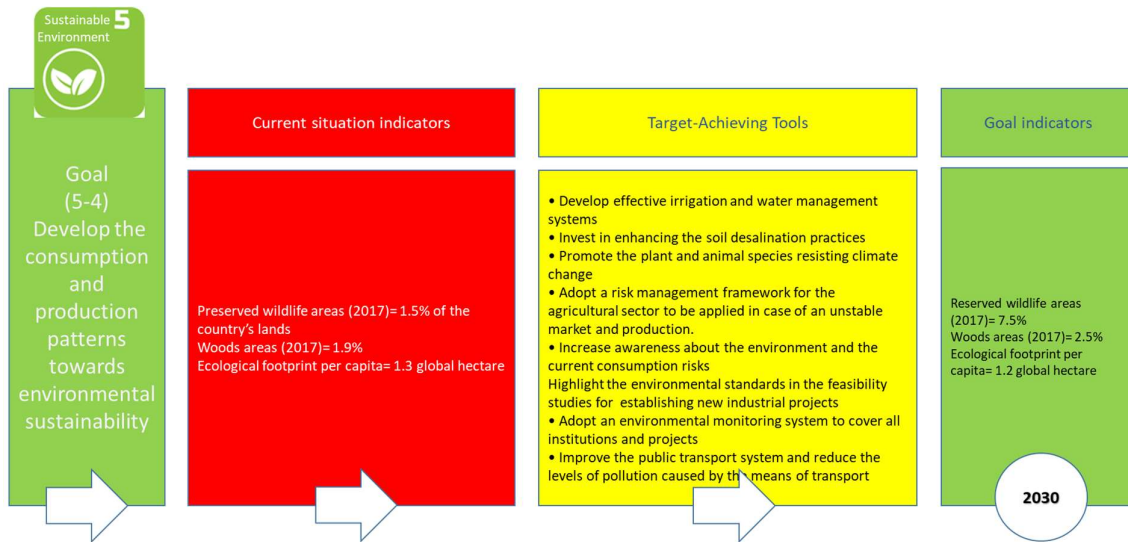 Sustainable 5
Environment
Goal
(5-4)
Develop the
consumption
and
production
patterns
towards
environmental
sustainability
Current situation indicators
Preserved wildlife areas (2017)= 1.5% of the
country's lands
Woods areas (2017)= 1.9%
Ecological footprint per capita= 1.3 global hectare
Target-Achieving Tools
• Develop effective irrigation and water management
systems
• Invest in enhancing the soil desalination practices
• Promote the plant and animal species resisting climate
change
• Adopt a risk management framework for the
agricultural sector to be applied in case of an unstable
market and production.
• Increase awareness about the environment and the
current consumption risks
Highlight the environmental standards in the feasibility
studies for  establishing new industrial projects
• Adopt an environmental monitoring system to cover all
institutions and projects
• Improve the public transport system and reduce the
levels of pollution caused by the means of transport
Goal indicators
Reserved wildlife areas
(2017)= 7.5%
Woods areas (2017)= 2.5%
Ecological footprint per
capita= 1.2 global hectare
2030